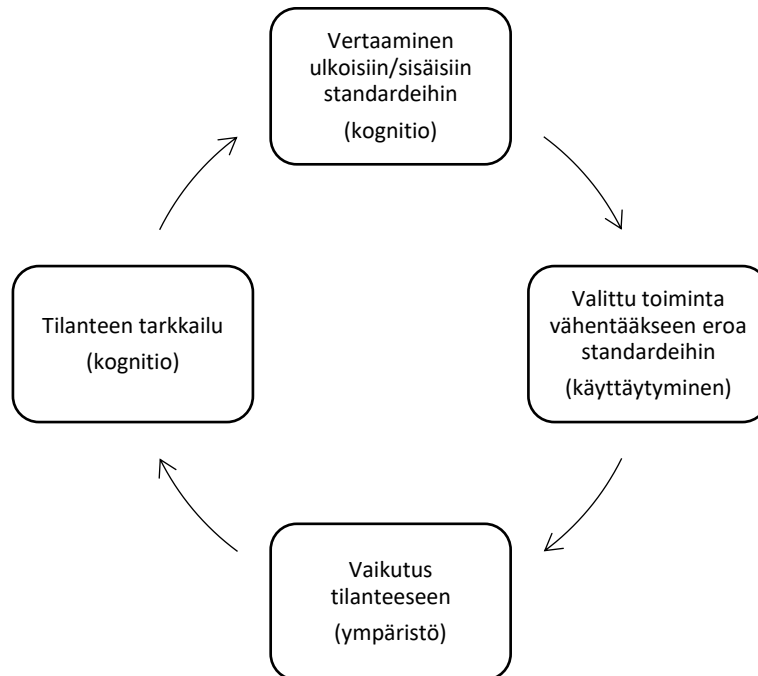 Vertaaminen
ulkoisiin/sisäisiin
standardeihin
(kognitio)
Tilanteen tarkkailu
(kognitio)
Valittu toiminta
vähentääkseen eroa
standardeihin
(käyttäytyminen)
Vaikutus
tilanteeseen
(ympäristö)